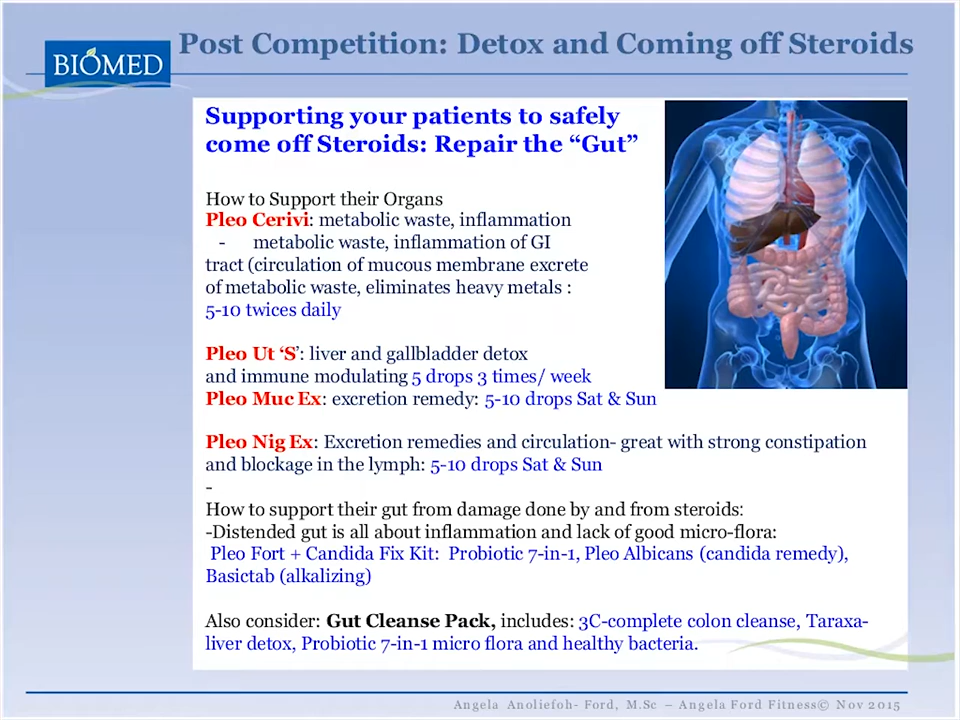 Post Competition: Detox and Coming off Steroids
BIOMED
Supporting your patients to safely
come off Steroids: Repair the “Gut”
How to Support their Organs
Pleo Cerivi: metabolic waste, inflammation
- metabolic waste, inflammation of GI
tract (circulation of mucous membrane excrete
of metabolic waste, eliminates heavy metals :
5-10 twices daily
Pleo Ut ‘S’: liver and gallbladder detox
and immune modulating 5 drops 3 times/ week
Pleo Muc Ex: excretion remedy: 5-10 drops Sat & Sun
Pleo Nig Ex: Excretion remedies and circulation- great with strong constipation
and blockage in the lymph: 5-10 drops Sat & Sun
-
How to support their gut from damage done by and from steroids:
-Distended gut is all about inflammation and lack of good micro-flora:
Pleo Fort + Candida Fix Kit: Probiotic 7-in-1, Pleo Albicans (candida remedy),
Basictab (alkalizing)
Also consider: Gut Cleanse Pack, includes: 3C-complete colon cleanse, Taraxa-
liver detox, Probiotic 7-in-1 micro flora and healthy bacteria.
Angela Anoliefoh- Ford, M.Sc – Angela Ford Fitness© Nov 2015